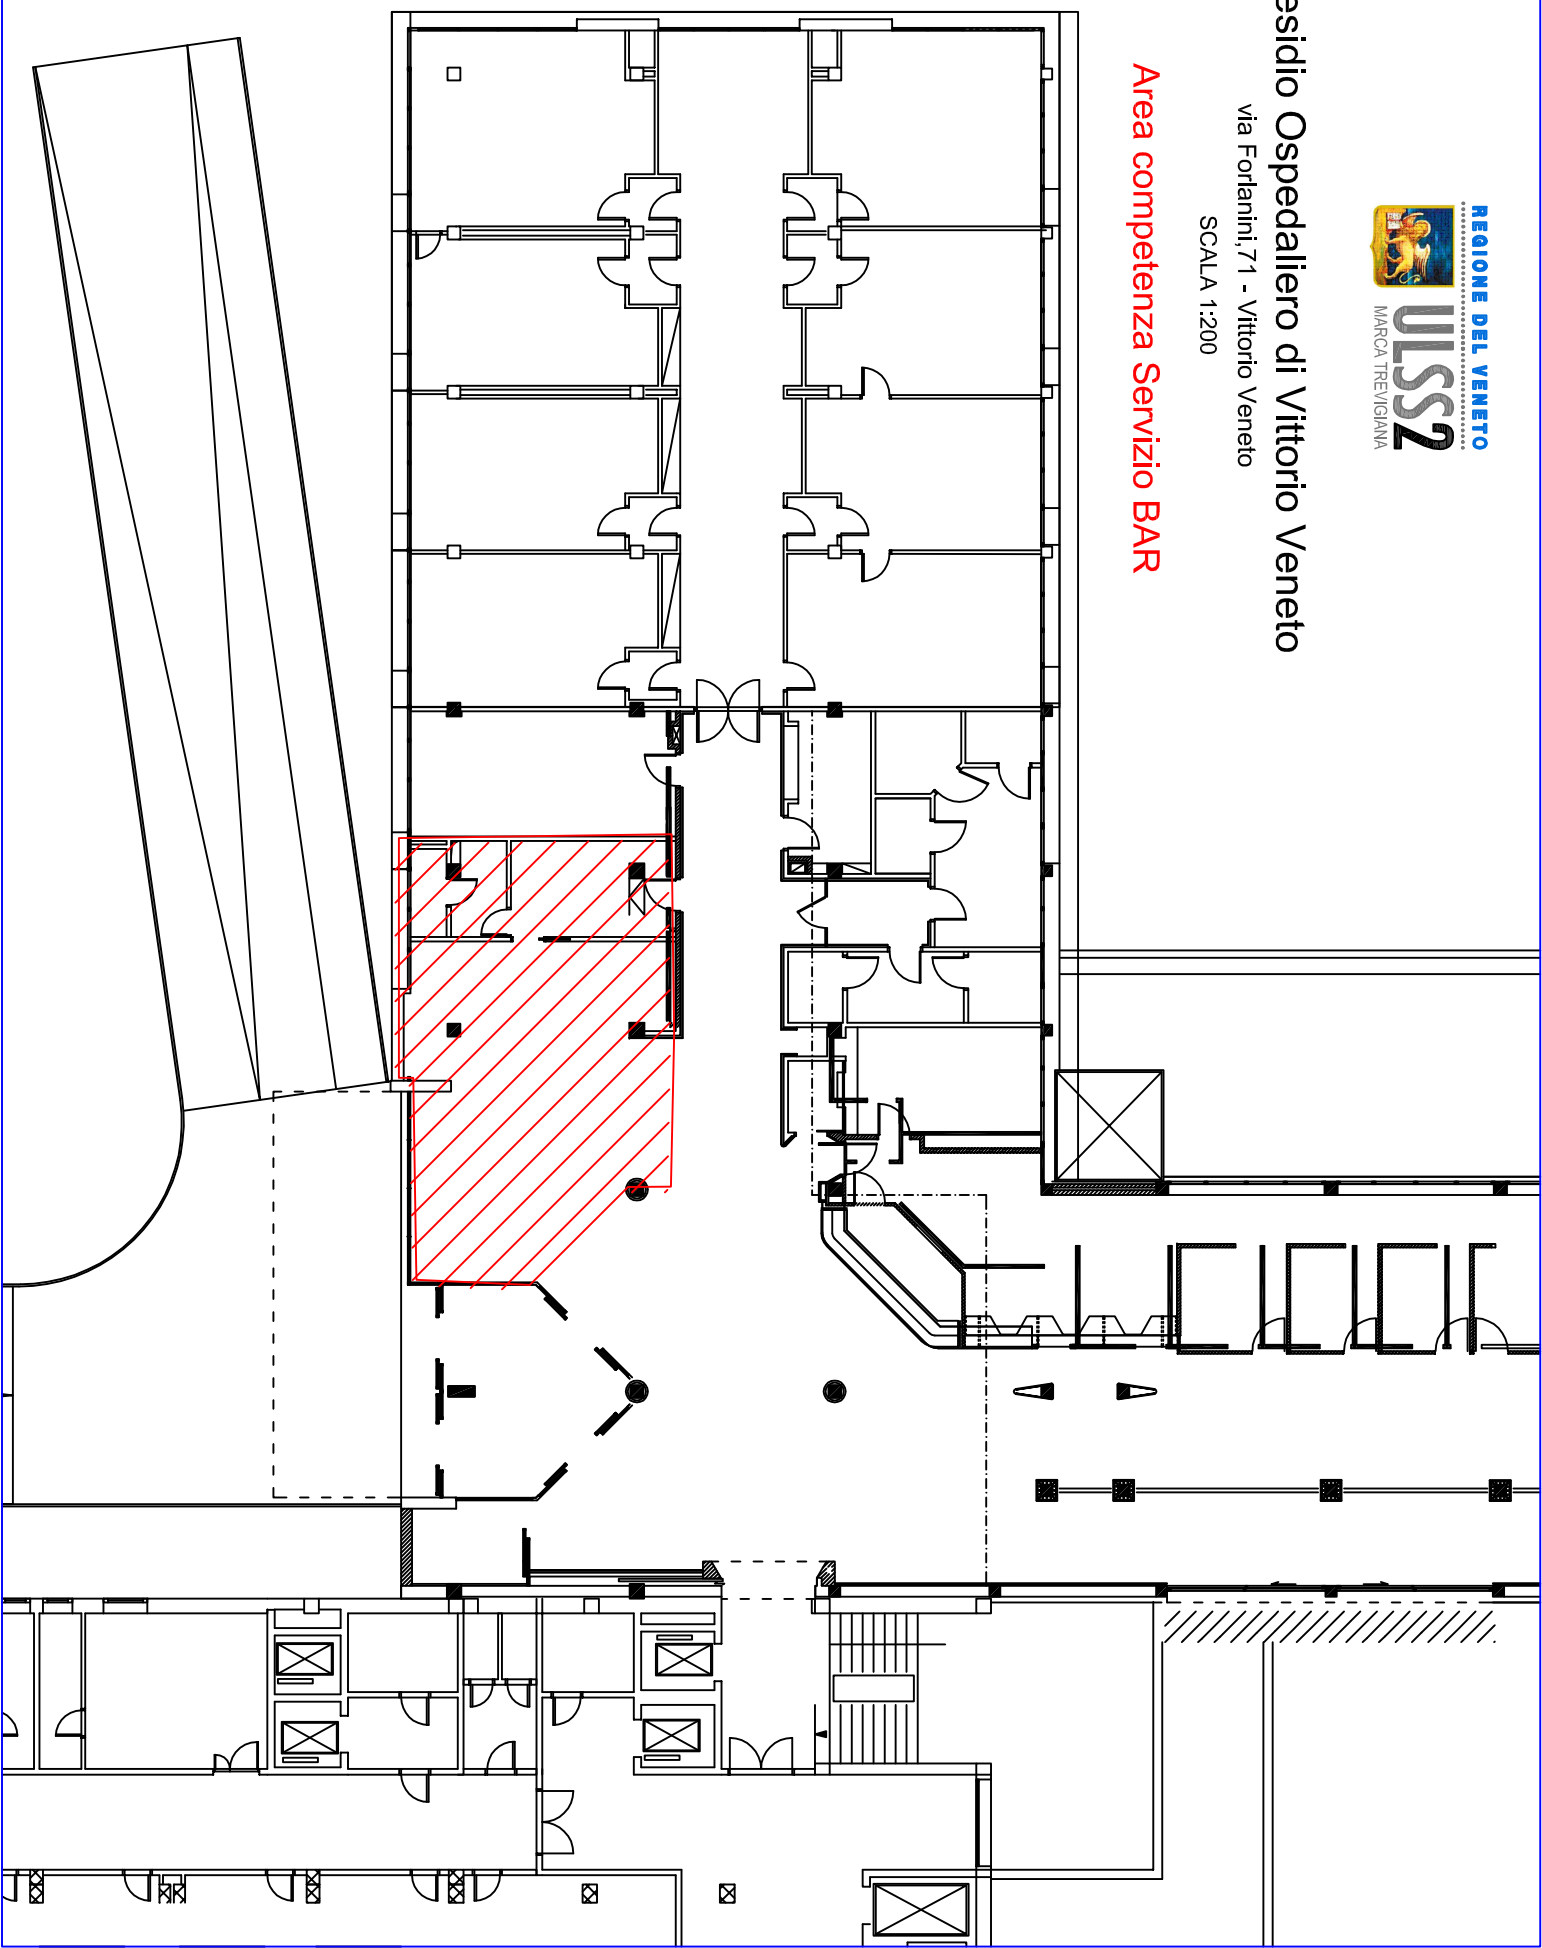 REGIONE DEL VENETO
ULSS2
MARCA TREVIGIANA
esidio Ospedaliero di Vittorio Veneto
via Forlanini,71 - Vittorio Veneto
SCALA 1:200
Area competenza Servizio BAR